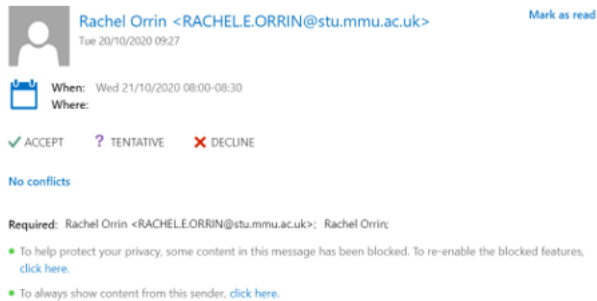 Rachel Orrin <RACHEL.E.ORRIN@stu.mmu.ac.uk>
Mark as read
Tue 20/10/2020 09:27
When: Wed 21/10/2020 08:00-08:30
Where:
ACCEPT ? TENTATIVE DECLINE
No conflicts
Required: Rachel Orrin <RACHEL.E.ORRIN@stu.mmu.ac.uk>; Rachel Orrin;
To help protect your privacy, some content in this message has been blocked. To re-enable the blocked features,
click here.
To always show content from this sender, click here.